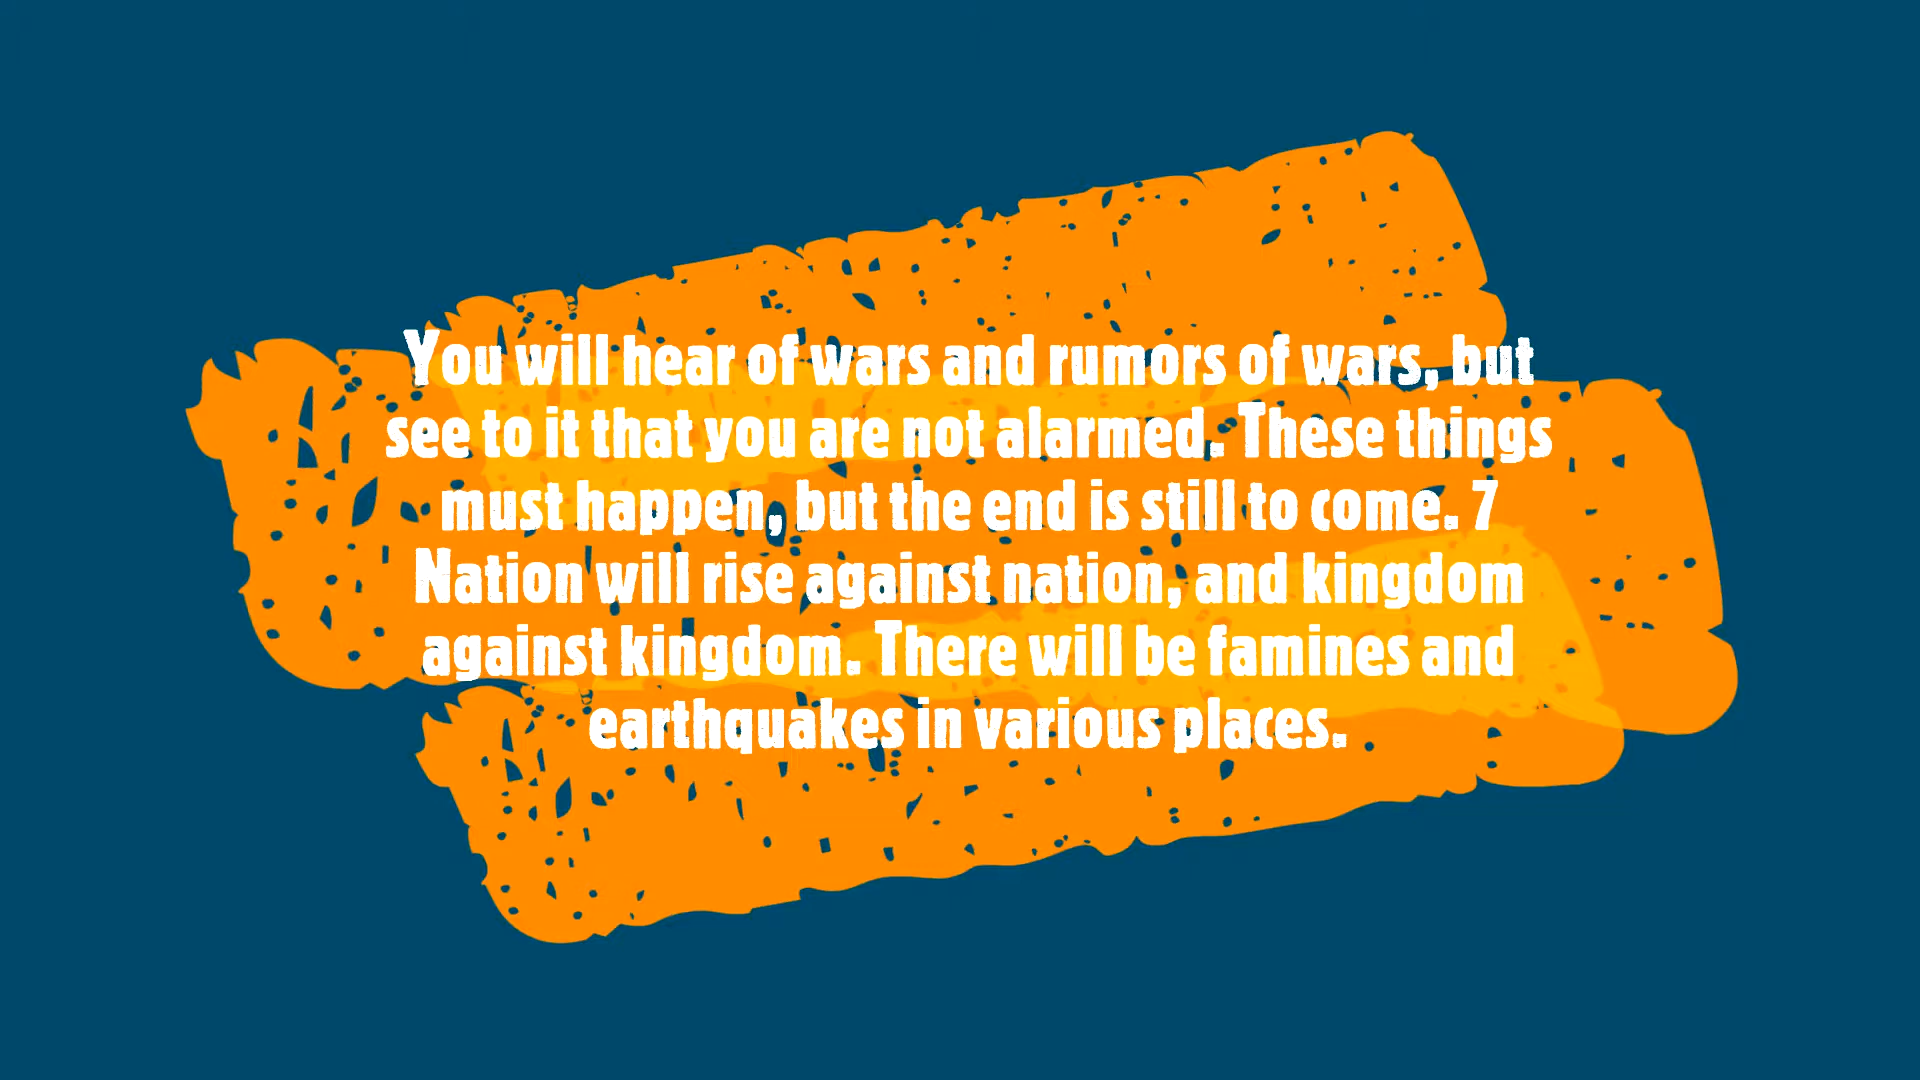 You will hear of wars and rumors of wars, but
see to it that you are not alarmed. These things
must happen, but the end is still to come. 7
Nation will rise against nation, and kingdom
against kingdom. There will be famines and
earthquakes in various places.